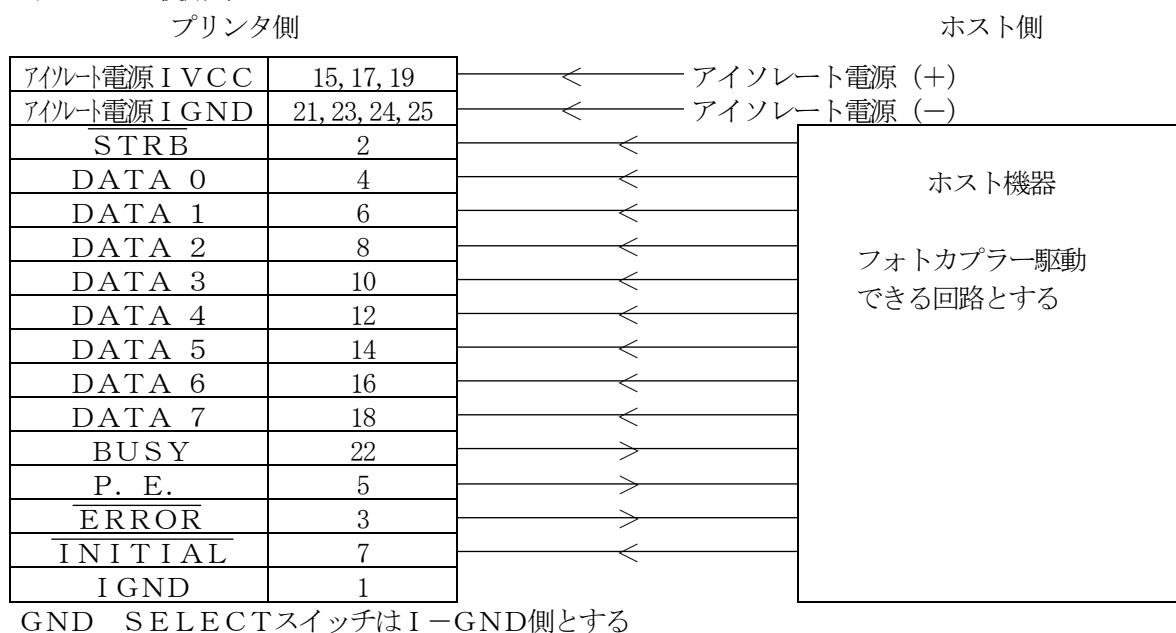 プリンタ側 ホスト側
アイソレート電源ＩＶＣＣ 15, 17, 19 アイソレート電源（＋）
アイソレート電源ＩGND 21, 23, 24, 25 アイソレート電源（－）
ＳＴＲＢ 2
ＤＡＴＡ 0 4 ホスト機器
ＤＡＴＡ 1 6
ＤＡＴＡ 2 8 フォトカプラー駆動
ＤＡＴＡ 3 10 できる回路とする
ＤＡＴＡ 4 12
ＤＡＴＡ 5 14
ＤＡＴＡ 6 16
ＤＡＴＡ 7 18
ＢＵＳＹ 22
Ｐ．Ｅ． 5
ＥＲＲＯＲ 3
ＩＮＩＴＩＡＬ 7
ＩGND 1
ＧＮＤ ＳＥＬＥＣＴスイッチはＩ－ＧＮＤ側とする